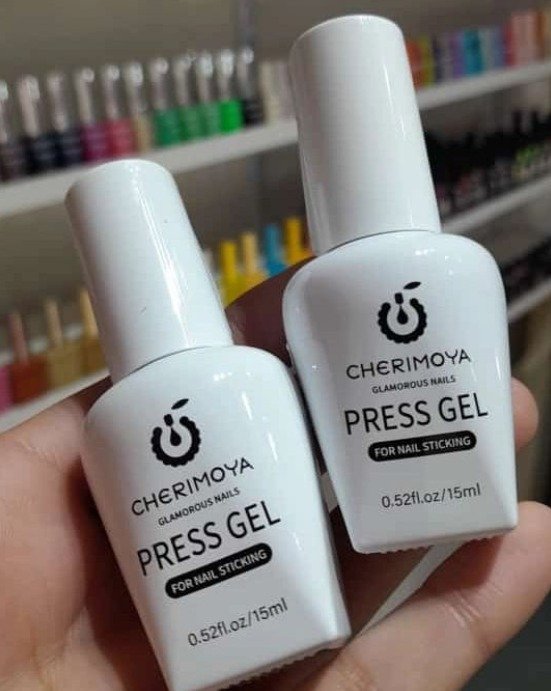 CHERIMOYA
GLAMOROUS NAILS
PRESS GEL
FOR NAIL STICKING
0.52fl.oz/15ml
CHERIMOYA
GLAMOROUS NAILS
PRESS GEL
FOR NAIL STICKING
0.52fl.oz/15ml